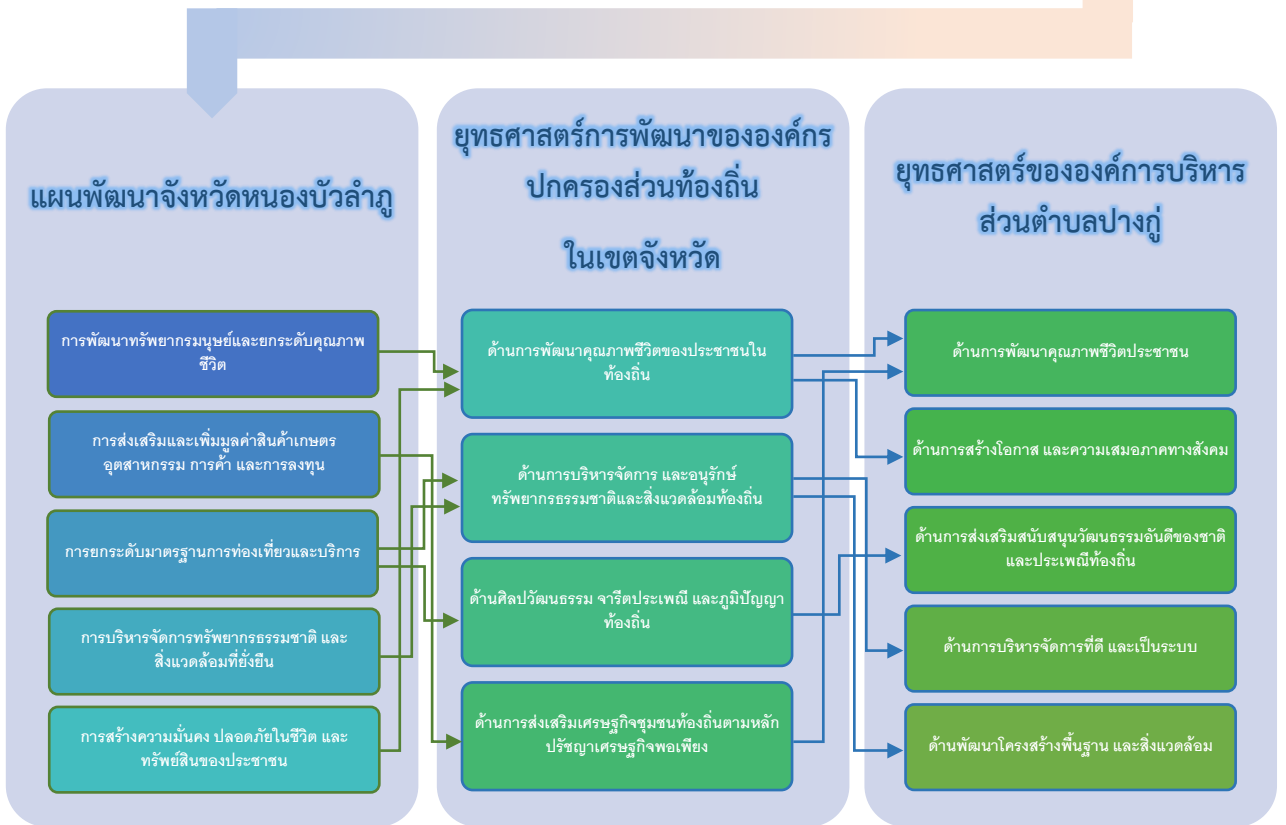 แผนพัฒนาจังหวัดหนองบัวลำภู
การพัฒนาทรัพยากรมนุษย์และยกระดับคุณภาพ
ชีวิต
การส่งเสริมและเพิ่มมูลค่าสินค้าเกษตร
อุตสาหกรรม การค้า และการลงทุน
การยกระดับมาตรฐานการท่องเที่ยวและบริการ
การบริหารจัดการทรัพยากรธรรมชาติ และ
สิ่งแวดล้อมที่ยั่งยืน
การสร้างความมั่นคง ปลอดภัยในชีวิต และ
ทรัพย์สินของประชาชน
ยุทธศาสตร์การพัฒนาขององค์กร
ปกครองส่วนท้องถิ่น
ในเขตจังหวัด
ด้านการพัฒนาคุณภาพชีวิตของประชาชนใน
ท้องถิ่น
ด้านการบริหารจัดการ และอนุรักษ์
ทรัพยากรธรรมชาติและสิ่งแวดล้อมท้องถิ่น
ด้านศิลปวัฒนธรรม จารีตประเพณี และภูมิปัญญา
ท้องถิ่น
ด้านการส่งเสริมเศรษฐกิจชุมชนท้องถิ่นตามหลัก
ปรัชญาเศรษฐกิจพอเพียง
ยุทธศาสตร์ขององค์การบริหาร
ส่วนตำบลปางกู่
ด้านการพัฒนาคุณภาพชีวิตประชาชน
ด้านการสร้างโอกาส และความเสมอภาคทางสังคม
ด้านการส่งเสริมสนับสนุนวัฒนธรรมอันดีของชาติ
และประเพณีท้องถิ่น
ด้านการบริหารจัดการที่ดี และเป็นระบบ
ด้านพัฒนาโครงสร้างพื้นฐาน และสิ่งแวดล้อม